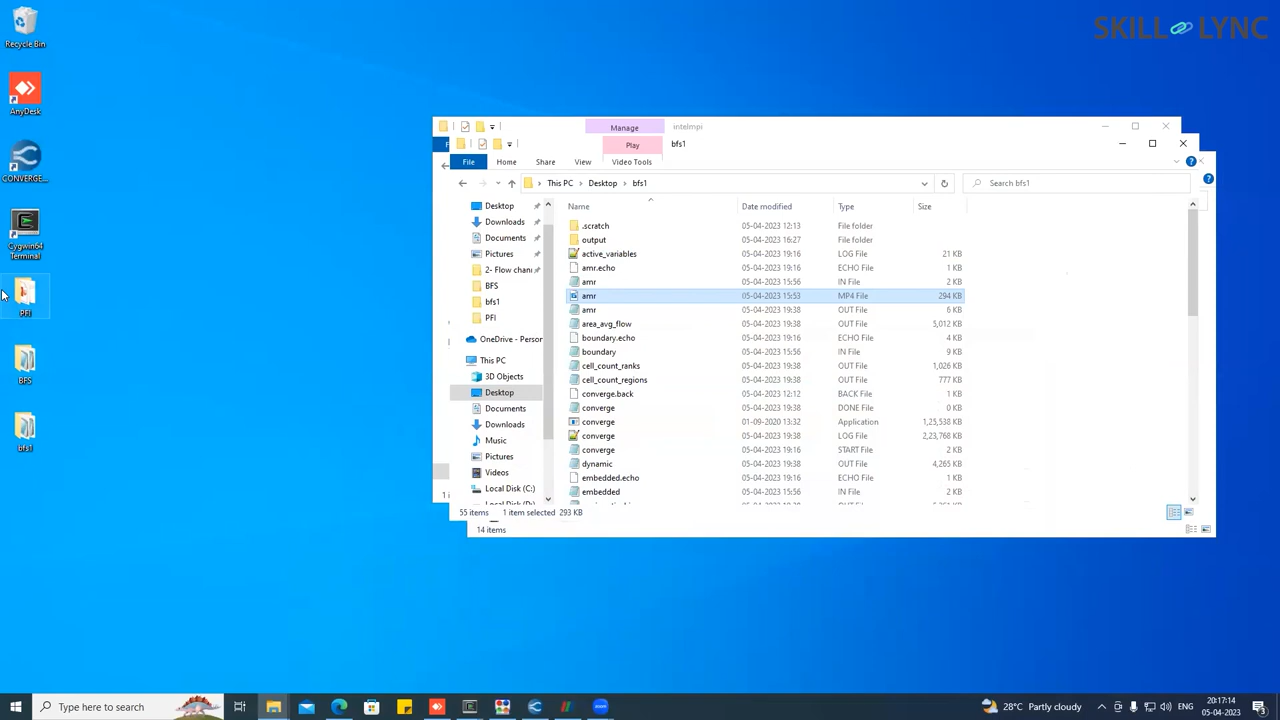 SKILL LYNC
Recycle Bin
AnyDesk
CONVERGE...
Cygwin64
Terminal
PFI
BFS
bfs1
Manage
intelmpi
Play
bfs1
File
Home
Share
View
Video Tools
This PC
Desktop
bfs1
Search bfs1
Desktop
Downloads
Documents
Pictures
2- Flow chann
BFS
bfs1
PFI
OneDrive - Person
This PC
3D Objects
Desktop
Documents
Downloads
Music
Pictures
Videos
Local Disk (C:)
Name Date modified Type Size
.scratch 05-04-2023 12:13 File folder
output 05-04-2023 16:27 File folder
active_variables 05-04-2023 19:16 LOG File 21 KB
amr.echo 05-04-2023 19:16 ECHO File 1 KB
amr 05-04-2023 15:56 IN File 2 KB
amr 05-04-2023 15:53 MP4 File 294 KB
amr 05-04-2023 19:38 OUT File 6 KB
area_avg_flow 05-04-2023 19:38 OUT File 5,012 KB
boundary.echo 05-04-2023 19:16 ECHO File 4 KB
boundary 05-04-2023 15:56 IN File 9 KB
cell_count_ranks 05-04-2023 19:38 OUT File 1,026 KB
cell_count_regions 05-04-2023 19:38 OUT File 777 KB
converge.back 05-04-2023 12:12 BACK File 1 KB
converge 05-04-2023 19:38 DONE File 0 KB
converge 01-09-2020 13:32 Application 1,25,538 KB
converge 05-04-2023 19:38 LOG File 2,23,768 KB
converge 05-04-2023 19:16 START File 2 KB
dynamic 05-04-2023 19:38 OUT File 4,265 KB
embedded.echo 05-04-2023 19:16 ECHO File 1 KB
embedded 05-04-2023 15:56 IN File 2 KB
55 items 1 item selected 293 KB
14 items
Type here to search
zoom
28°C Partly cloudy
ENG
20:17:14
05-04-2023